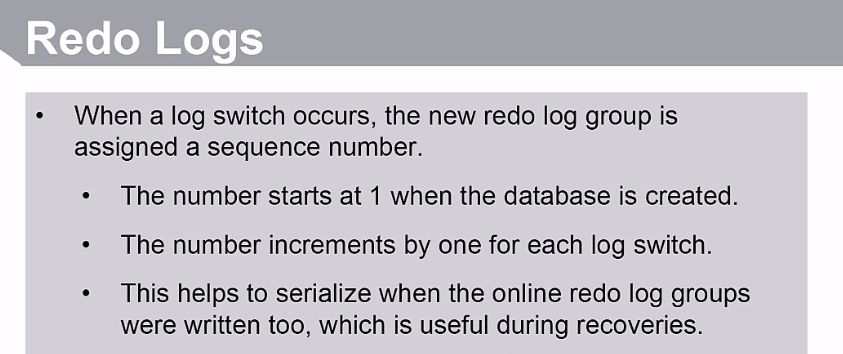 Redo Logs
• When a log switch occurs, the new redo log group is
assigned a sequence number.
• The number starts at 1 when the database is created.
• The number increments by one for each log switch.
• This helps to serialize when the online redo log groups
were written too, which is useful during recoveries.